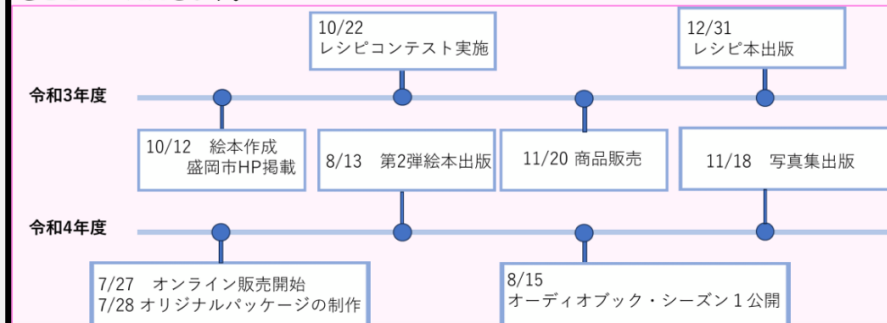 10/22
レシピコンテスト実施
12/31
レシピ本出版
令和3年度
10/12 絵本作成
盛岡市HP掲載
8/13 第2弾絵本出版
11/20 商品販売
11/18 写真集出版
令和4年度
7/27 オンライン販売開始
7/28 オリジナルパッケージの制作
8/15
オーディオブック・シーズン1公開